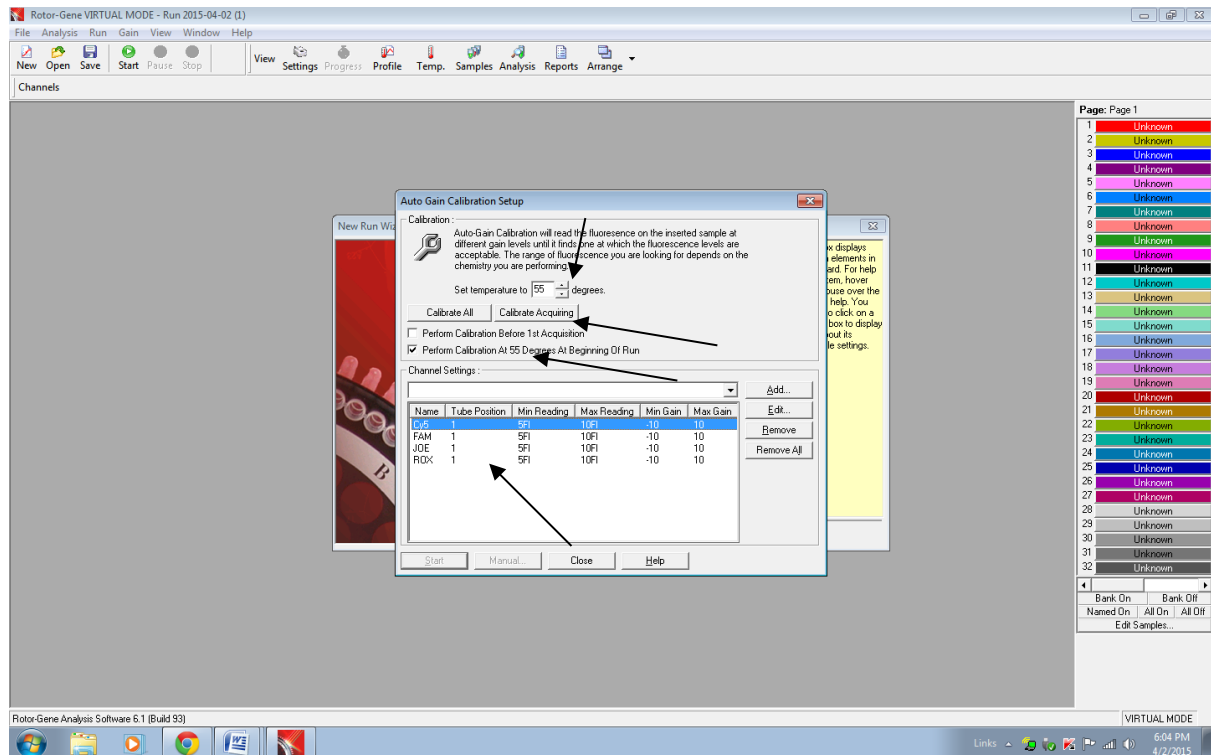 Rotor-Gene VIRTUAL MODE - Run 2015-04-02 (1)
File Analysis Run Gain View Window Help
New Open Save Start Pause Stop View Settings Progress Profile Temp. Samples Analysis Reports Arrange
Channels
Page: Page 1
1 Unknown
2 Unknown
3 Unknown
4 Unknown
5 Unknown
6 Unknown
7 Unknown
8 Unknown
9 Unknown
10 Unknown
11 Unknown
12 Unknown
13 Unknown
14 Unknown
15 Unknown
16 Unknown
17 Unknown
18 Unknown
19 Unknown
20 Unknown
21 Unknown
22 Unknown
23 Unknown
24 Unknown
25 Unknown
26 Unknown
27 Unknown
28 Unknown
29 Unknown
30 Unknown
31 Unknown
32 Unknown
Bank On Bank Off
Named On All On All Off
Edit Samples...
New Run Wiz
x displays
elements in
ard. For help
em, hover
ouse over the
help. You
o click on a
box to display
out its
le settings.
B
Auto Gain Calibration Setup
Calibration :
Auto-Gain Calibration will read the fluorescence on the inserted sample at
different gain levels until it finds one at which the fluorescence levels are
acceptable. The range of fluorescence you are looking for depends on the
chemistry you are performing.
Set temperature to 55 degrees.
Calibrate All Calibrate Acquiring
Perform Calibration Before 1st Acquisition
Perform Calibration At 55 Degrees At Beginning Of Run
Channel Settings :
Add...
Edit...
Remove
Remove All
Name Tube Position Min Reading Max Reading Min Gain Max Gain
Cy5 1 5Fl 10Fl -10 10
FAM 1 5Fl 10Fl -10 10
JOE 1 5Fl 10Fl -10 10
ROX 1 5Fl 10Fl -10 10
Start Manual... Close Help
Rotor-Gene Analysis Software 6.1 (Build 93)
VIRTUAL MODE
Links
6:04 PM
4/2/2015